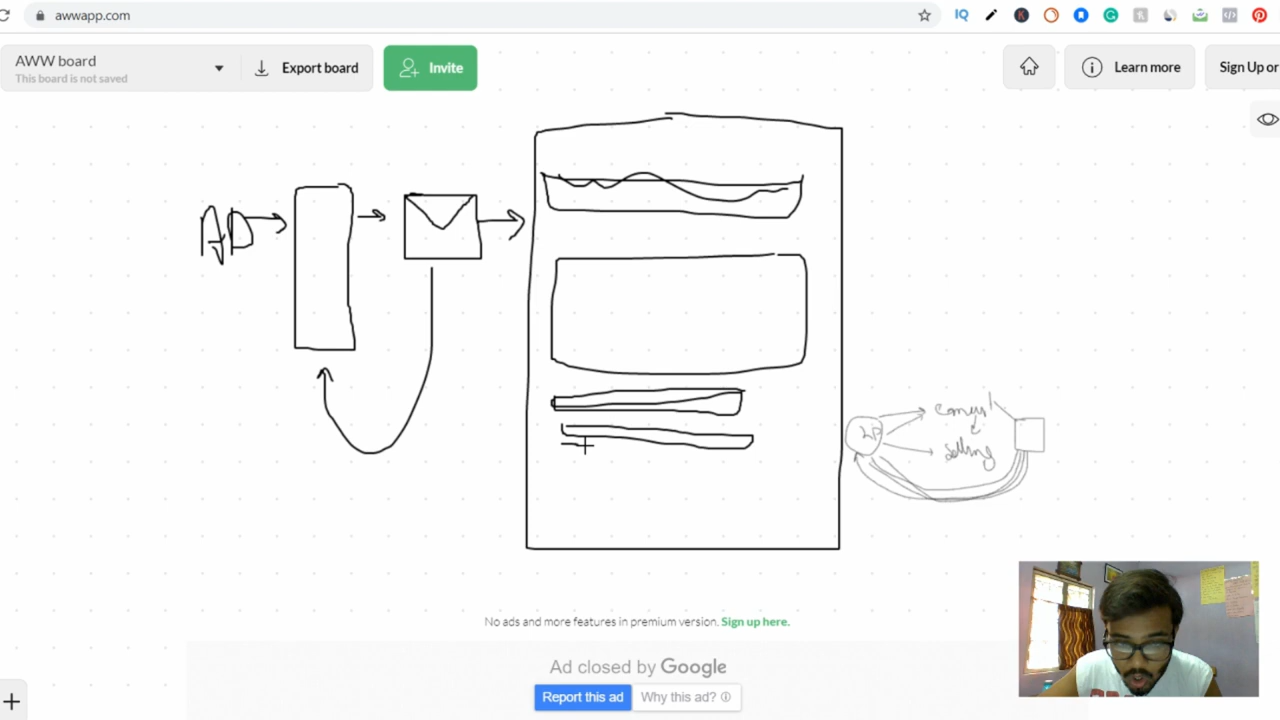 awwapp.com
IQ
AWW board
This board is not saved
Export board
Invite
Learn more
Sign Up or
AD
LP
selling
No ads and more features in premium version. Sign up here.
Ad closed by Google
Report this ad
Why this ad?